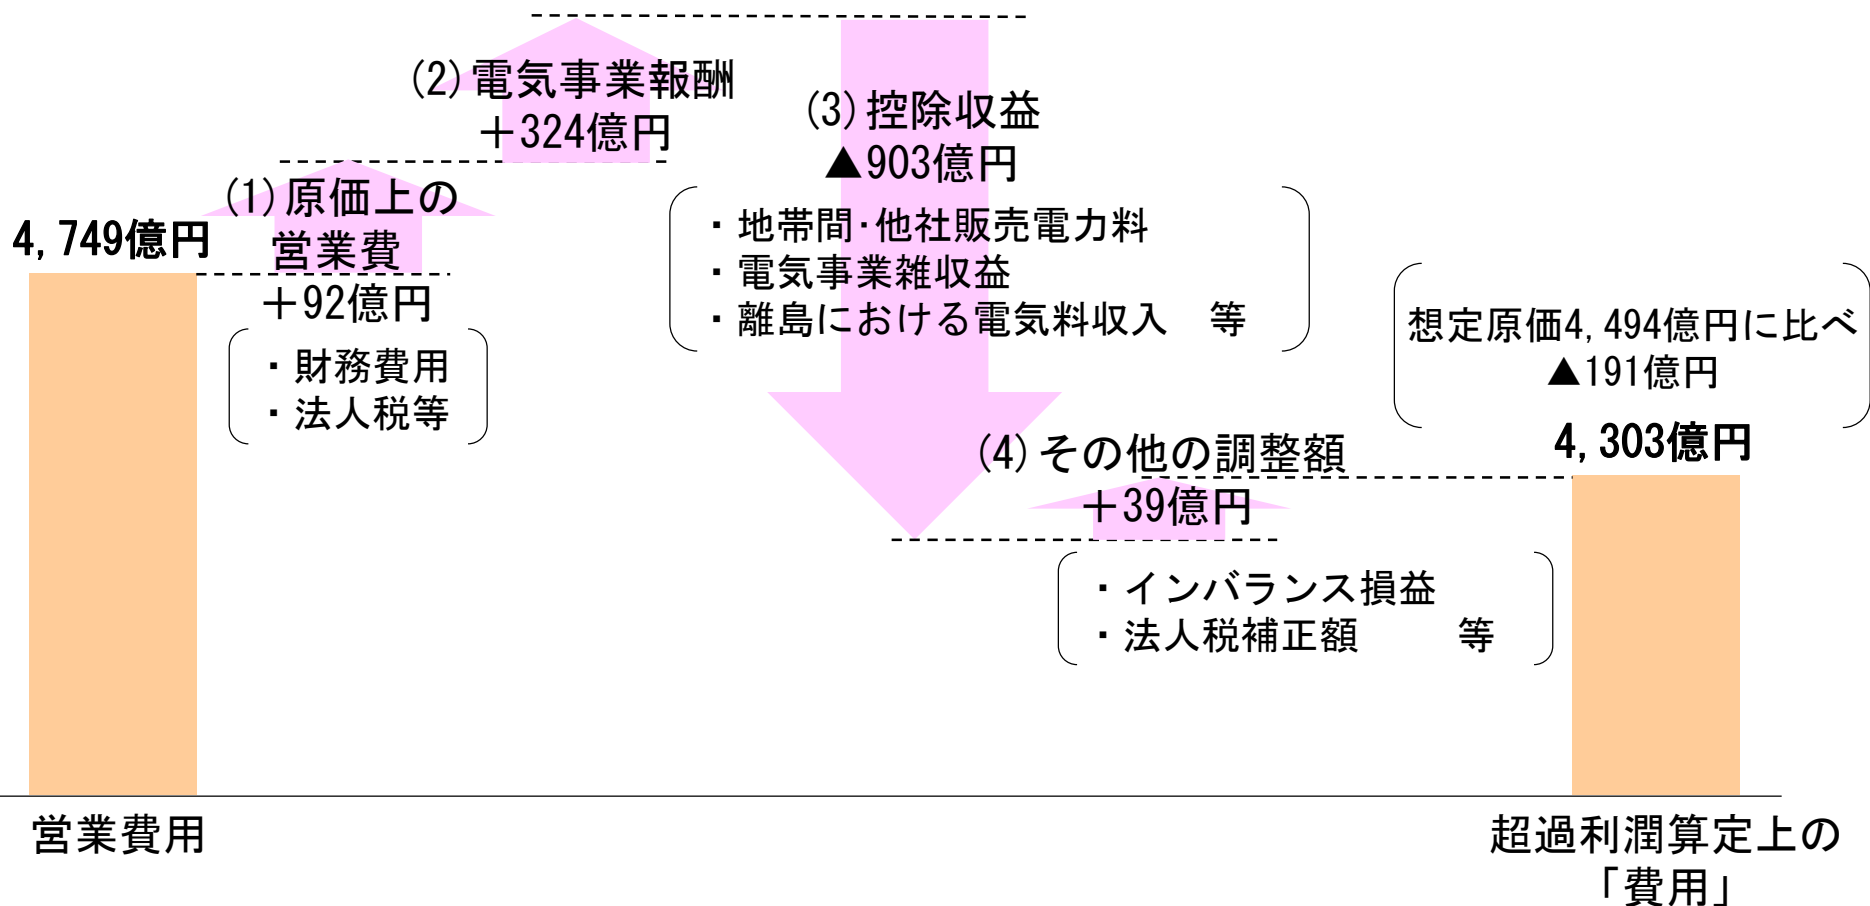 4,749億円
営業費用
(1)原価上の
営業費
＋92億円
・財務費用
・法人税等
(2)電気事業報酬
＋324億円
(3)控除収益
▲903億円
・地帯間・他社販売電力料
・電気事業雑収益
・離島における電気料収入　等
(4)その他の調整額
＋39億円
・インバランス損益
・法人税補正額　　等
想定原価4,494億円に比べ
▲191億円
4,303億円
超過利潤算定上の
「費用」